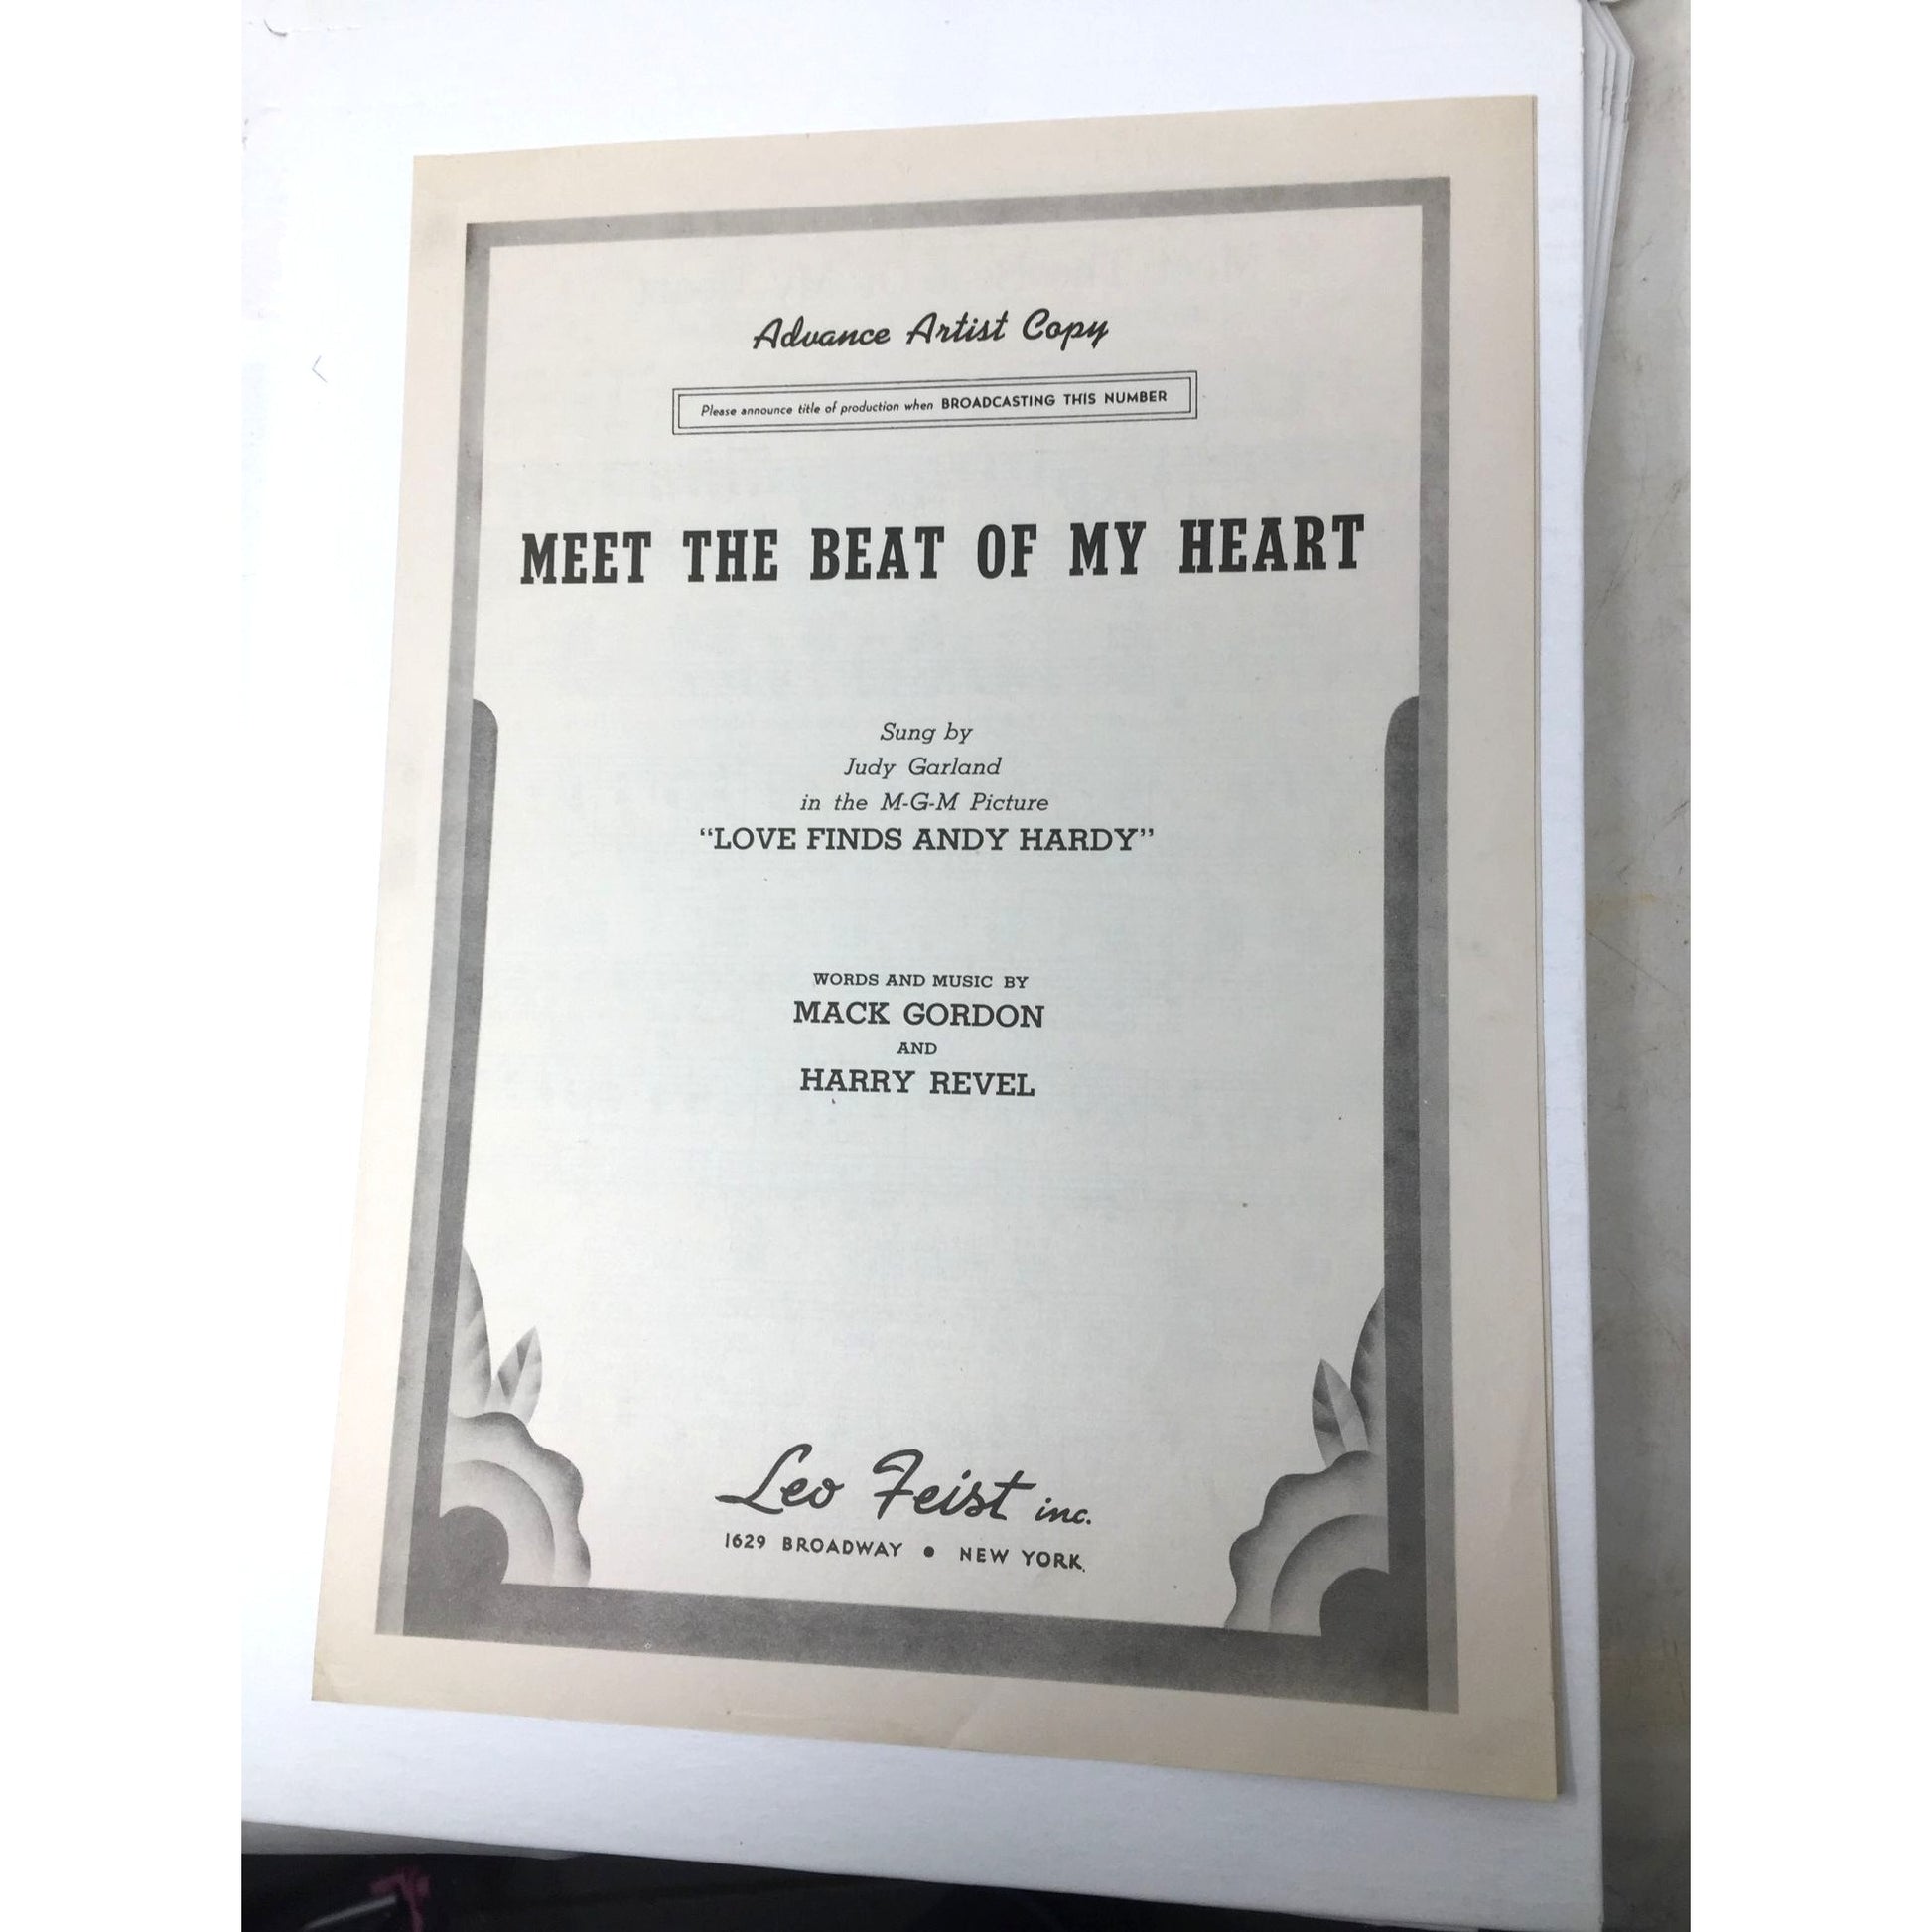 Advance Artist Copy
Please announce title of production when BROADCASTING THIS NUMBER
MEET THE BEAT OF MY HEART
Sung by
Judy Garland
in the M-G-M Picture
“LOVE FINDS ANDY HARDY”
WORDS AND MUSIC BY
MACK GORDON
AND
HARRY REVEL
Leo Feist inc.
1629 BROADWAY • NEW YORK.